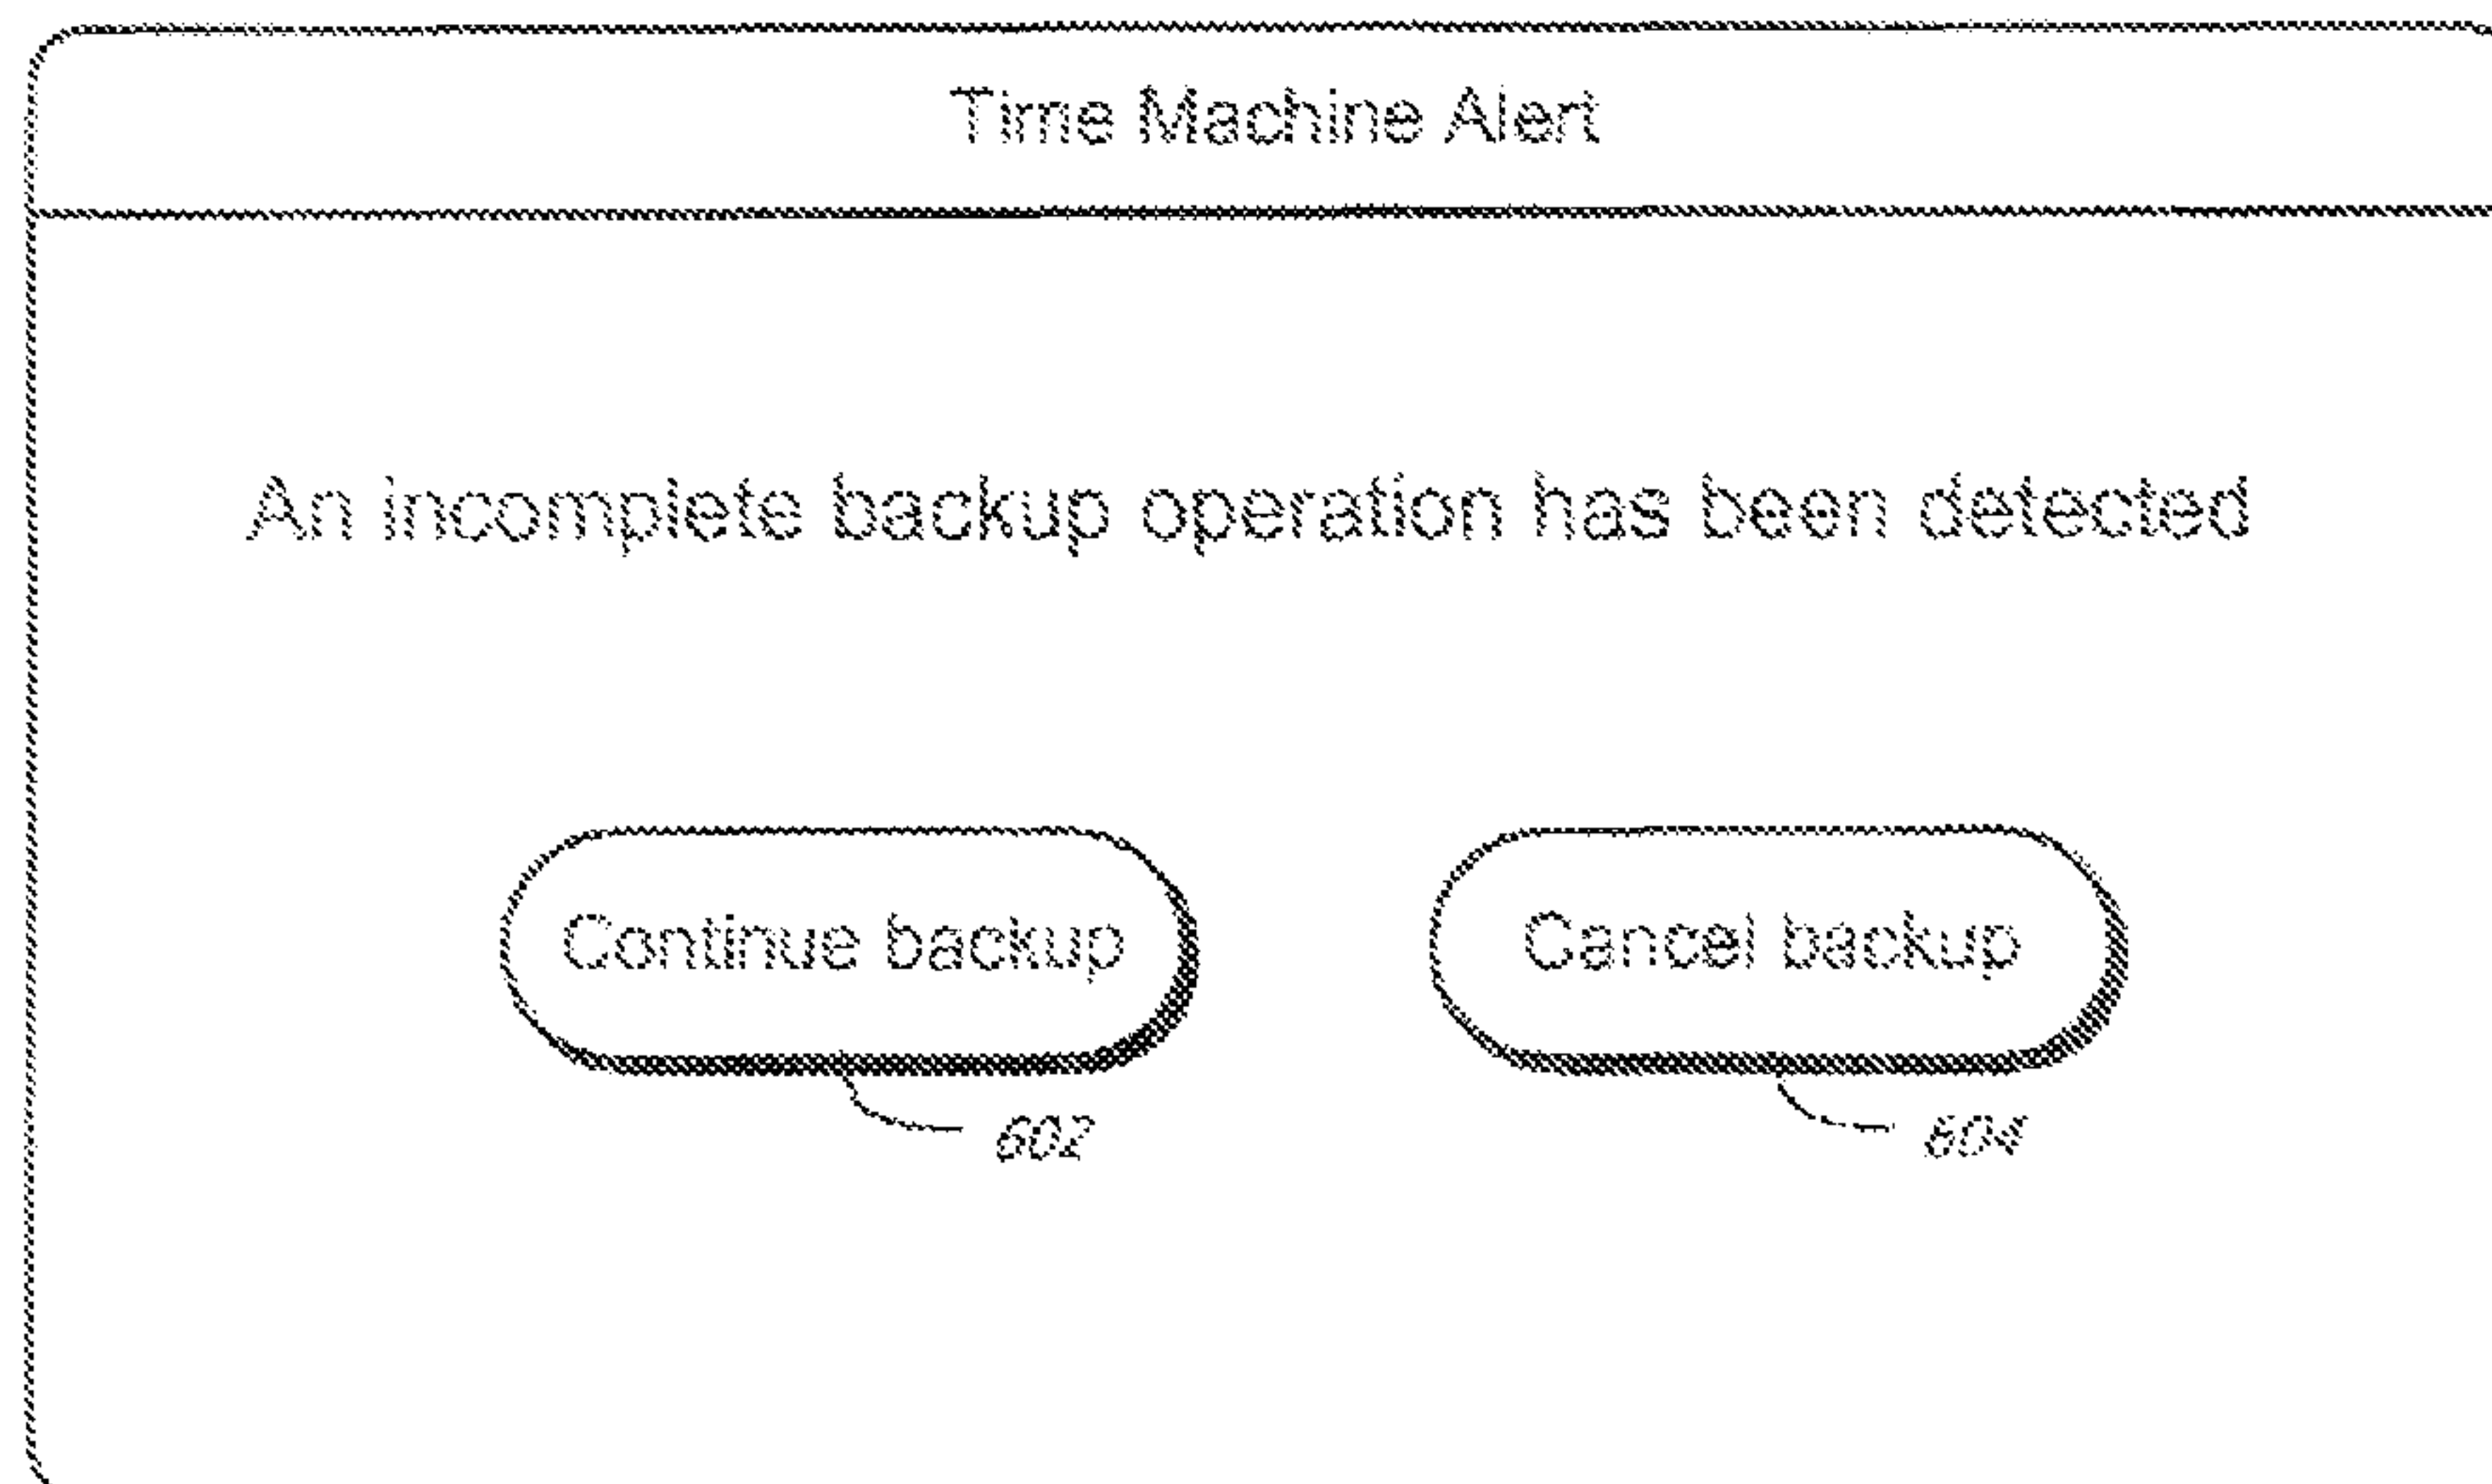 Time Machine Alert
An incomplete backup operation has been detected
Continue backup Cancel backup
602 604